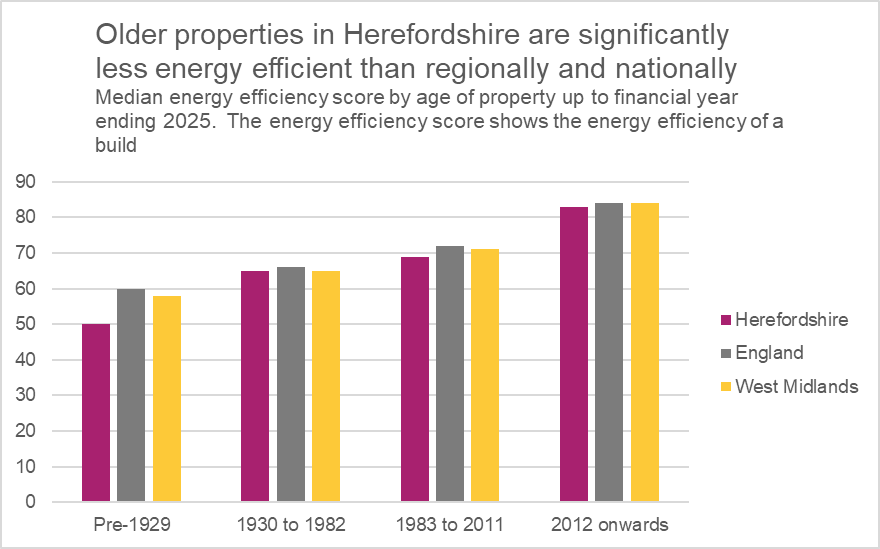 Older properties in Herefordshire are significantly
less energy efficient than regionally and nationally
Median energy efficiency score by age of property up to financial year
ending 2025.  The energy efficiency score shows the energy efficiency of a
build
90
80
70
60
50
40
30
20
10
0
Pre-1929
1930 to 1982
1983 to 2011
2012 onwards
Herefordshire
England
West Midlands